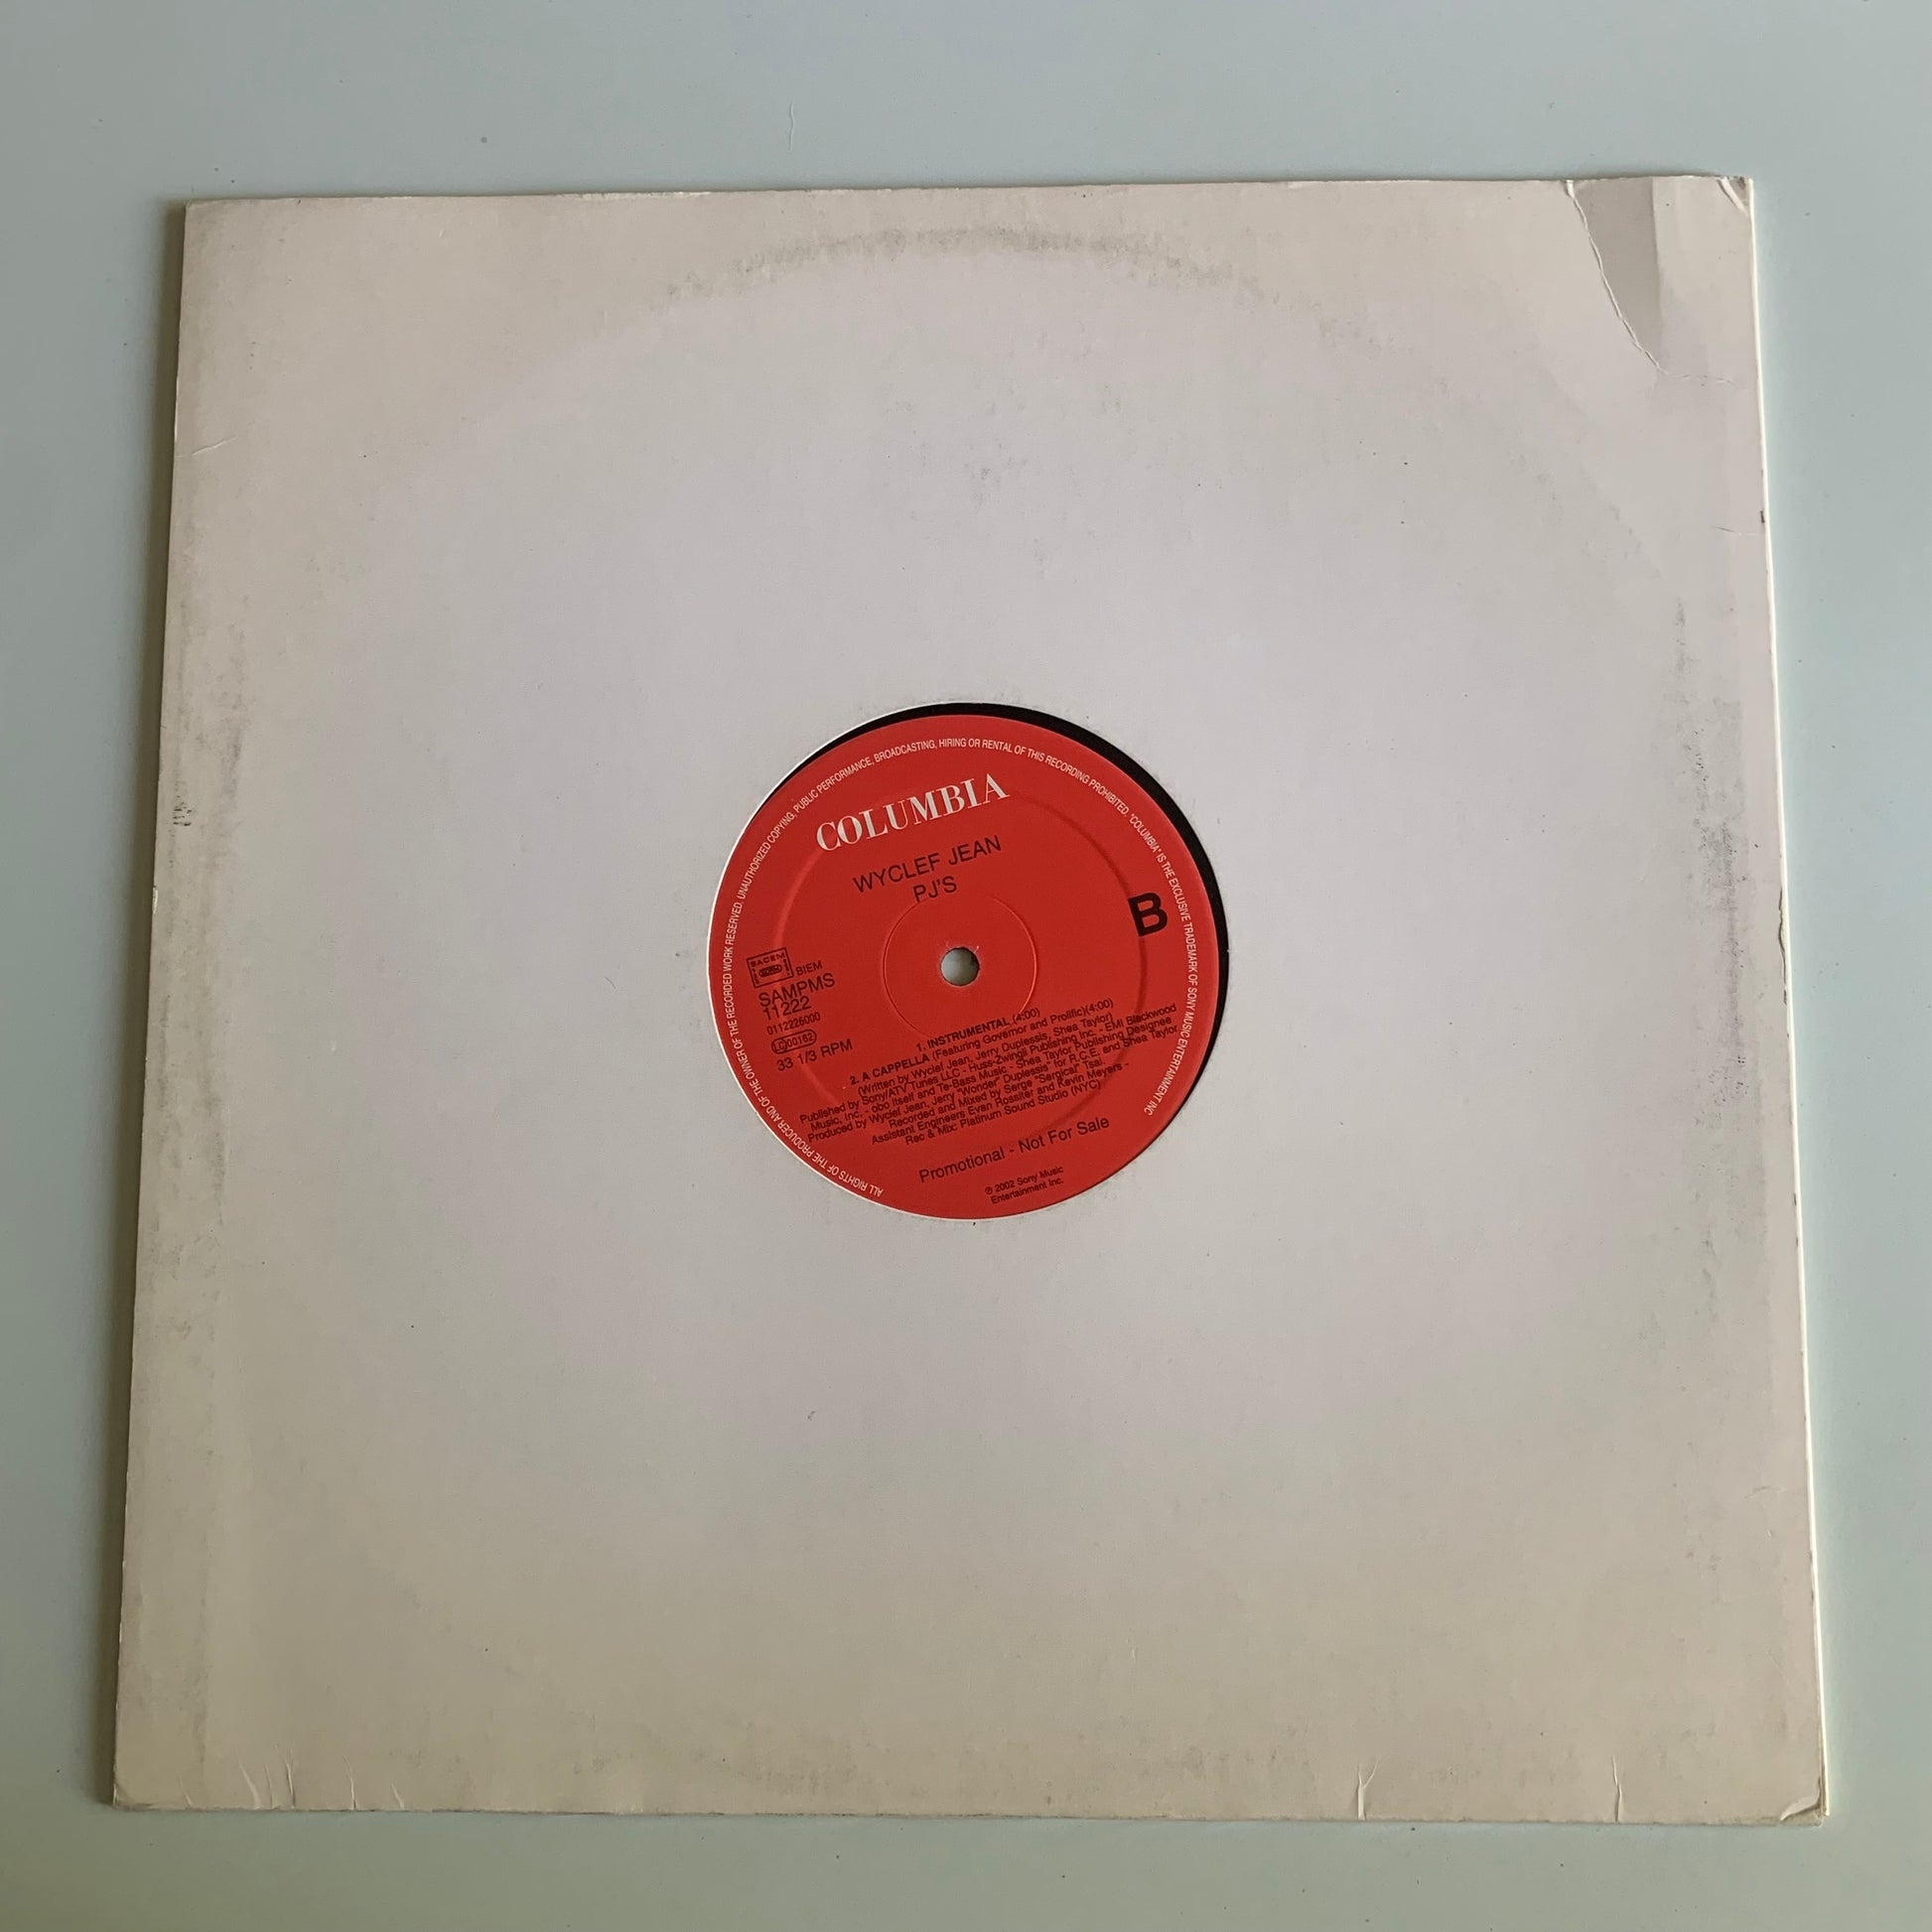 ALL RIGHTS OF THE PRODUCER AND OF THE OWNER OF THE RECORDED WORK RESERVED. UNAUTHORIZED COPYING, PUBLIC PERFORMANCE, BROADCASTING, HIRING OR RENTAL OF THIS RECORDING PROHIBITED. "COLUMBIA" IS THE EXCLUSIVE TRADEMARK OF SONY MUSIC ENTERTAINMENT INC
COLUMBIA
WYCLEF JEAN
PJ'S
B
SACEM
BIEM
SAMPMS
11222
0112226000
LC00162
33 1/3 RPM
1. INSTRUMENTAL (4:00)
2. A CAPPELLA (Featuring Governor and Prolific)(4:00)
(Written by Wyclef Jean, Jerry Duplessis, Shea Taylor)
Published by Sony/ATV Tunes LLC - Huss-Zwingli Publishing Inc. - EMI Blackwood
Music, Inc. - obo Itself and Te-Bass Music - Shea Taylor Publishing Designee
Produced by Wyclef Jean, Jerry "Wonder" Duplessis" for R.C.E. and Shea Taylor
Recorded and Mixed by Serge "Sergical" Tsai
Assistant Engineers Evan Rossiter and Kevin Meyers -
Rec & Mix: Platinum Sound Studio (NYC)
Promotional - Not For Sale
℗ 2002 Sony Music
Entertainment Inc.